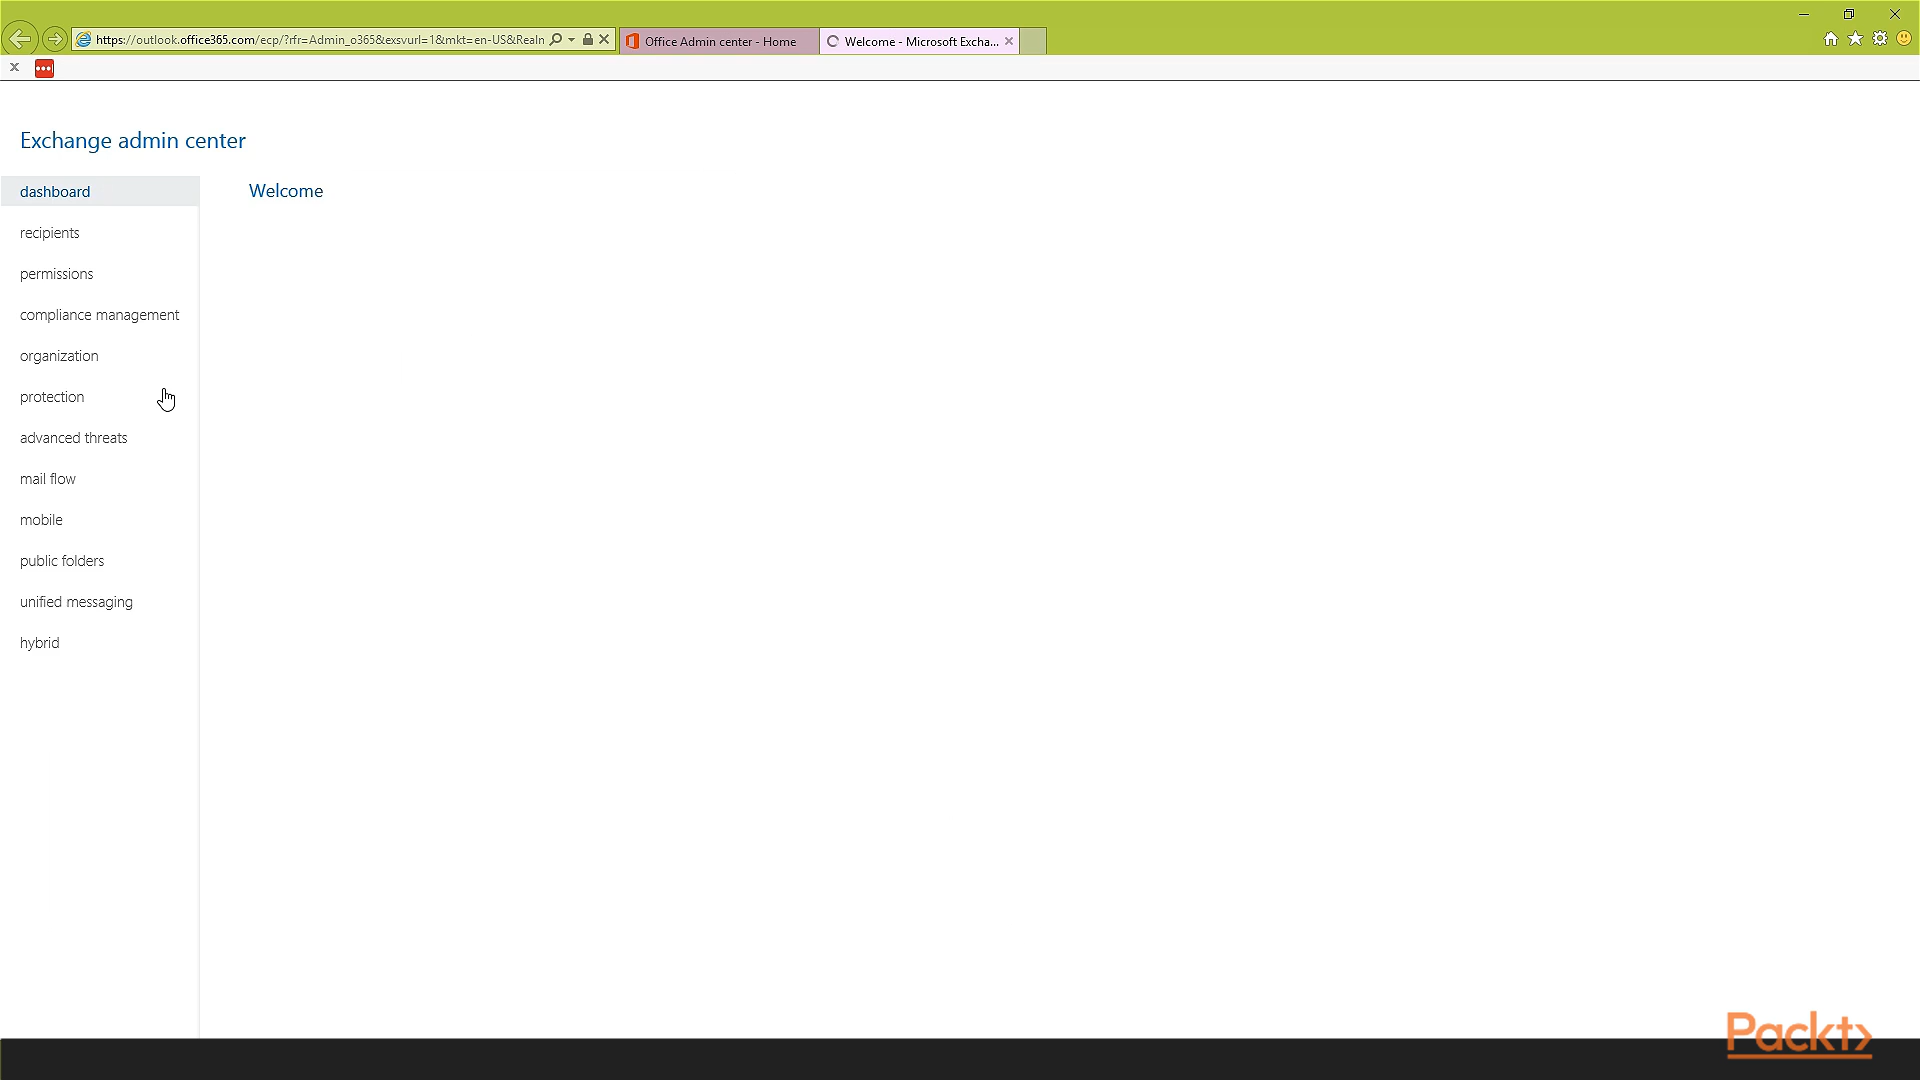 https://outlook.office365.com/ecp/?rfr=Admin_o365&exsvurl=1&mkt=en-US&Realn
Office Admin center - Home
Welcome - Microsoft Excha...
Exchange admin center
dashboard
Welcome
recipients
permissions
compliance management
organization
protection
advanced threats
mail flow
mobile
public folders
unified messaging
hybrid
Packt>